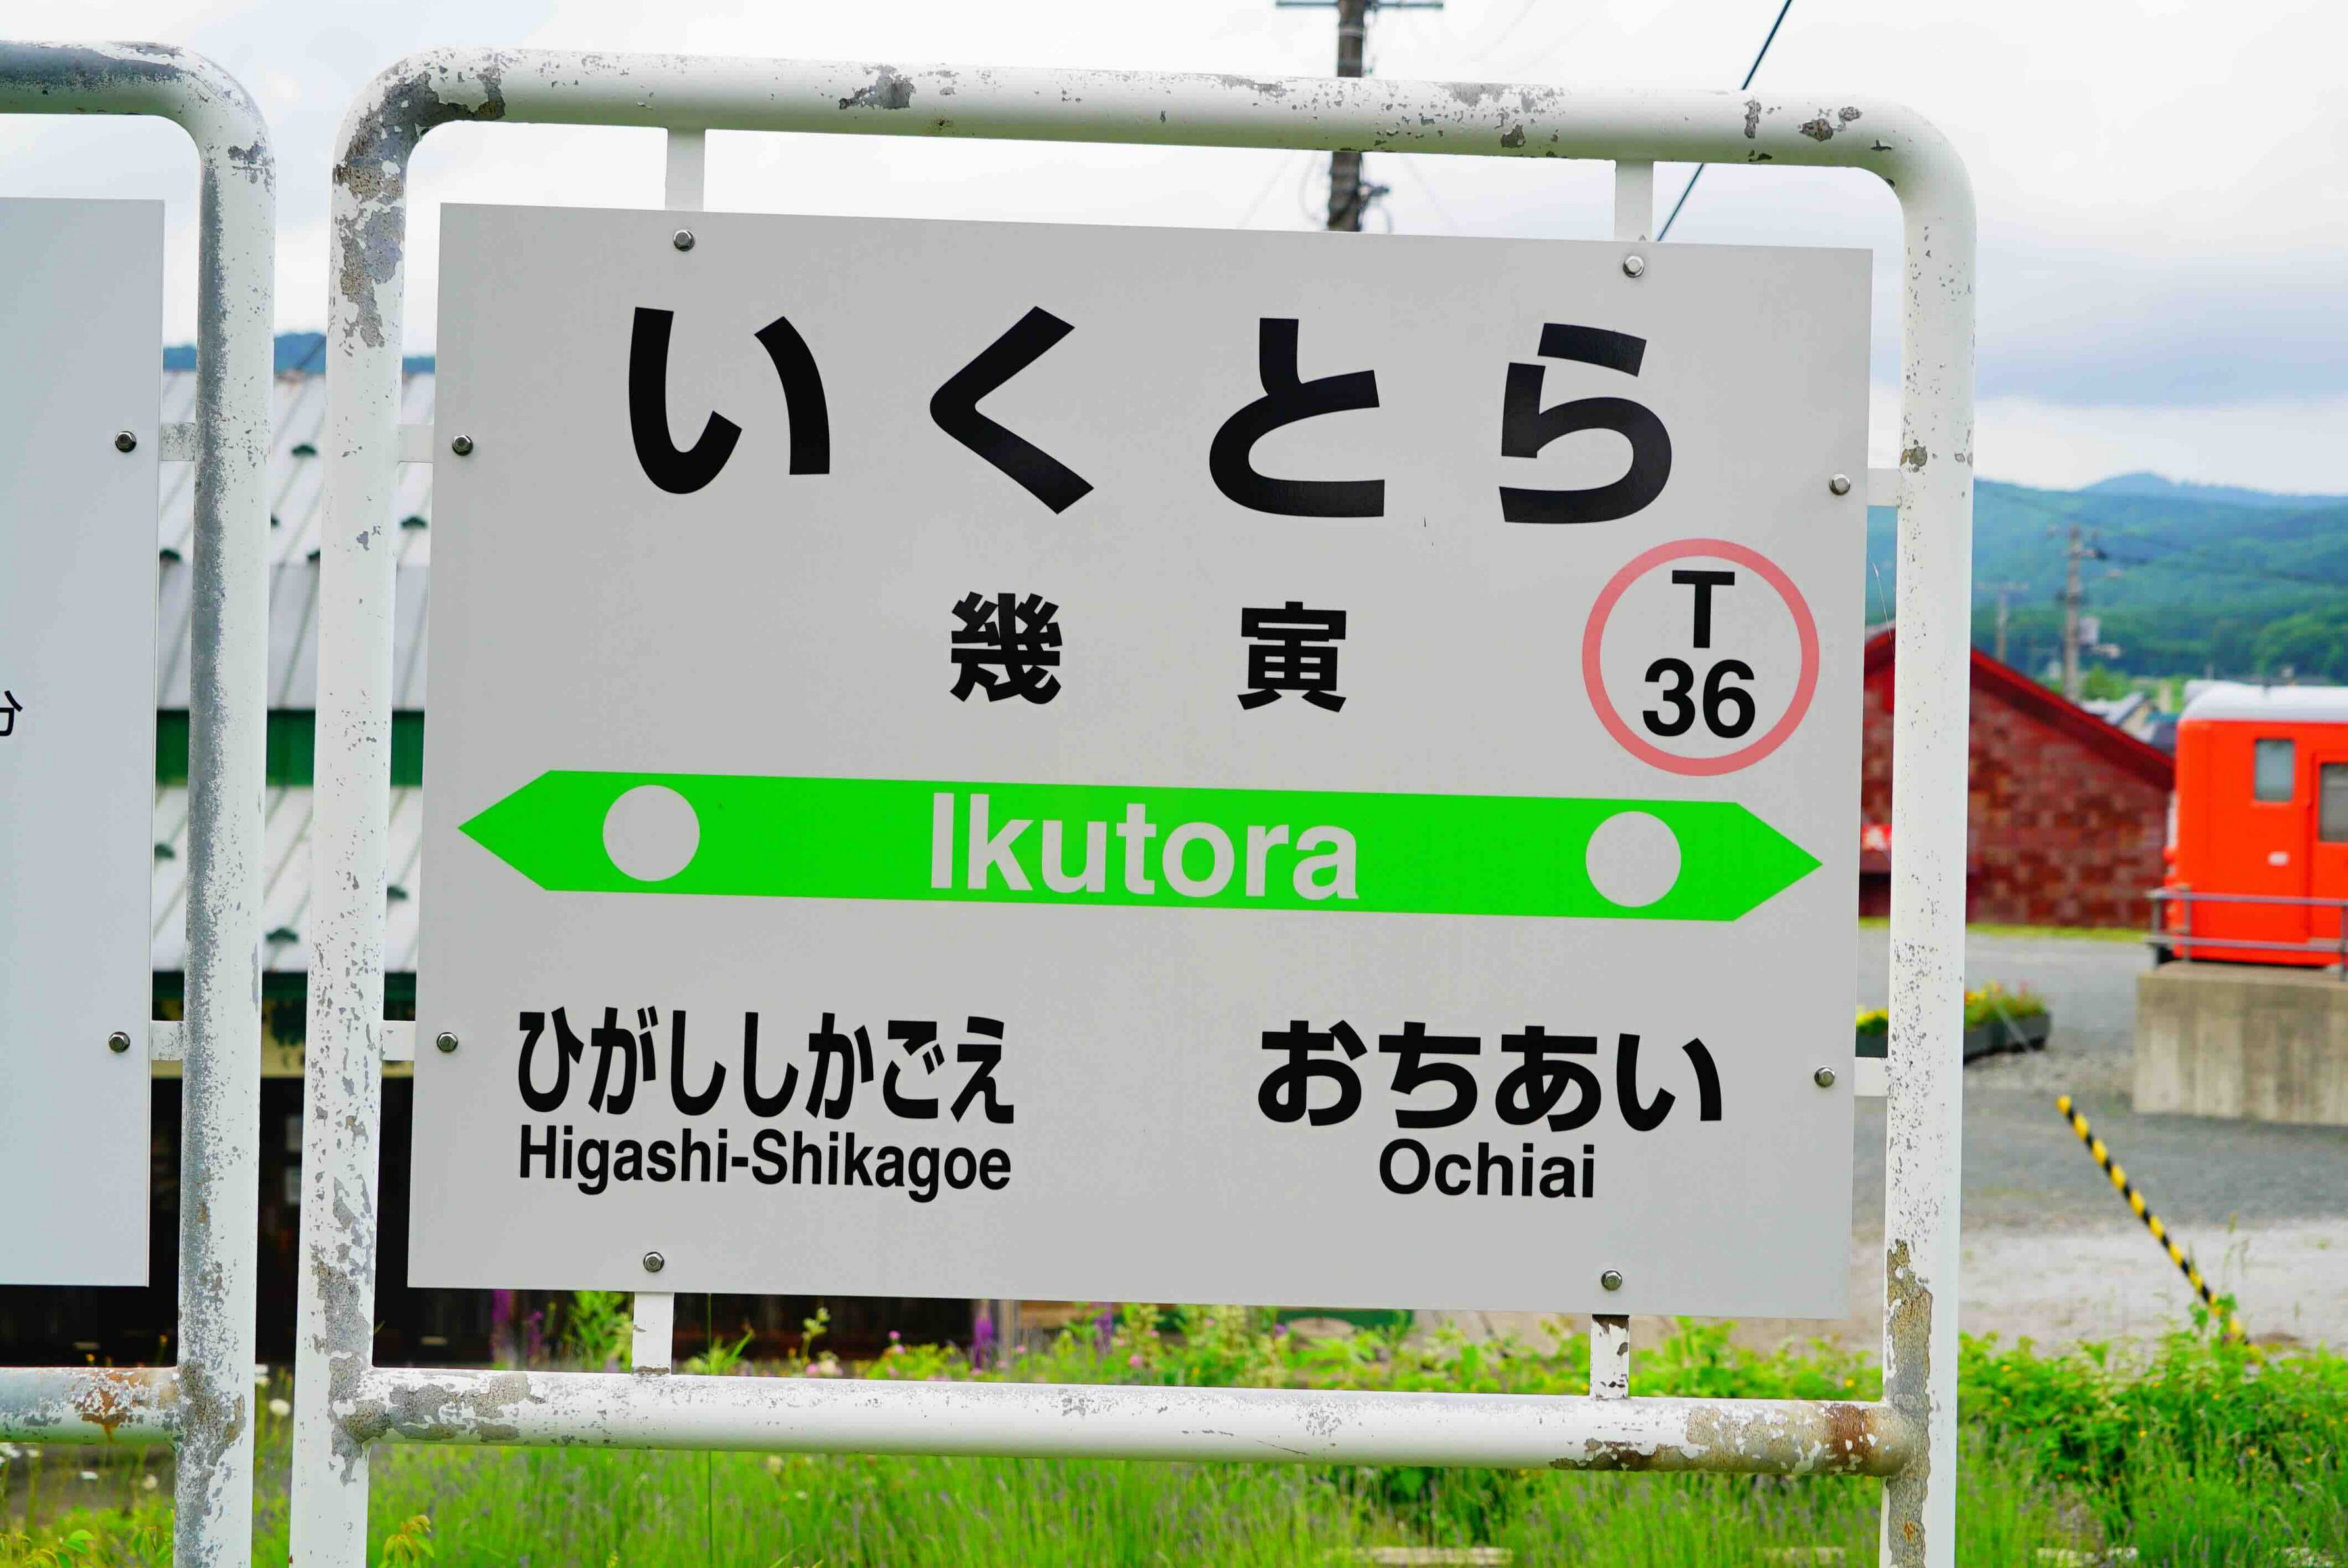 分
いくとら
幾寅
T
36
Ikutora
ひがししかごえ
おちあい
Higashi-Shikagoe
Ochiai